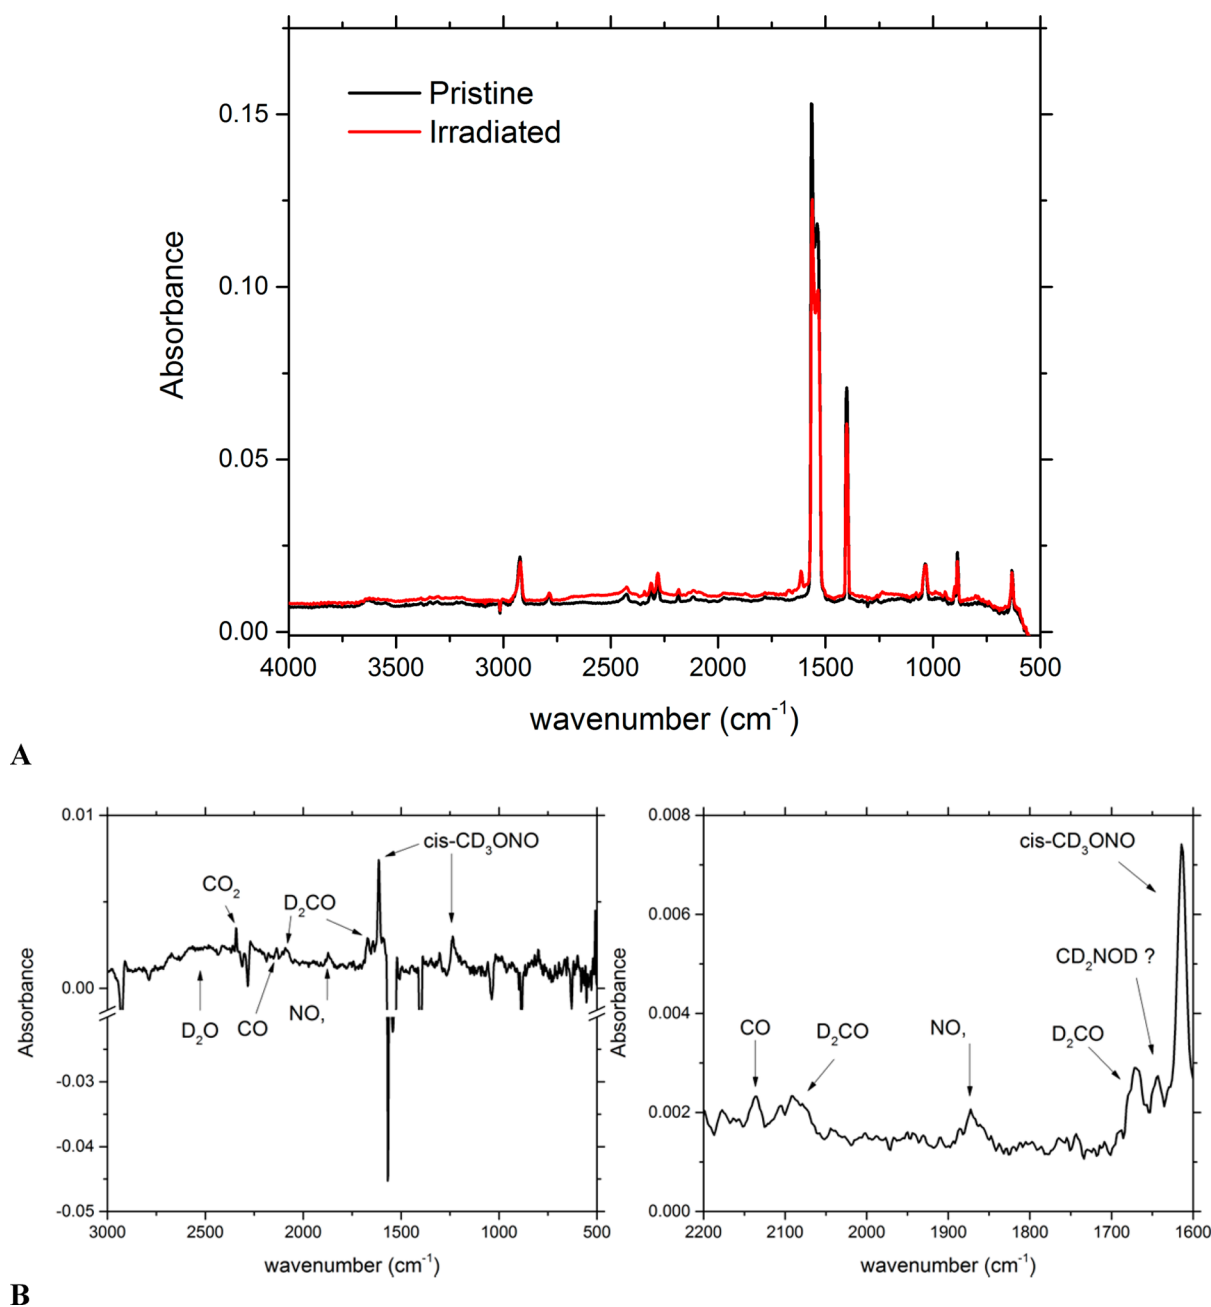 Pristine
Irradiated
0.15
0.10
0.05
0.00
Absorbance
4000 3500 3000 2500 2000 1500 1000 500
wavenumber (cm⁻¹)
A
0.01
0.00
-0.03
-0.04
-0.05
Absorbance
CO₂
D₂CO
cis-CD₃ONO
D₂O
CO
NO,
3000 2500 2000 1500 1000 500
wavenumber (cm⁻¹)
0.008
0.006
0.004
0.002
0.000
Absorbance
cis-CD₃ONO
CD₂NOD ?
CO
D₂CO
NO,
D₂CO
2200 2100 2000 1900 1800 1700 1600
wavenumber (cm⁻¹)
B